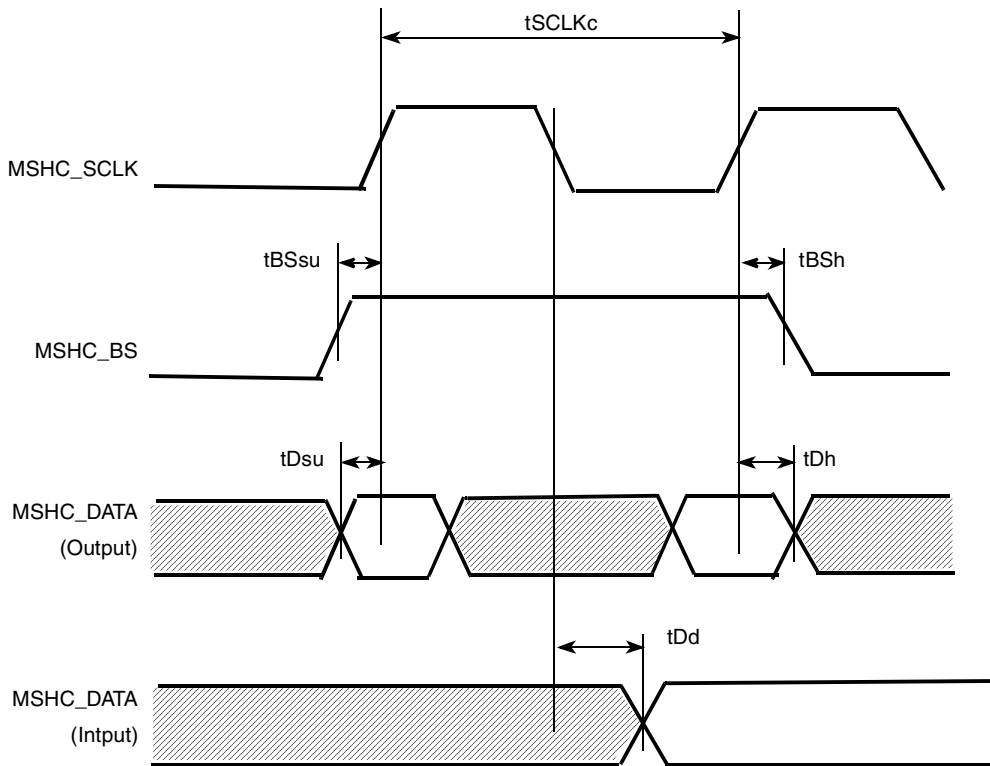 tSCLKc
MSHC_SCLK
tBSsu
tBSh
MSHC_BS
tDsu
tDh
MSHC_DATA
(Output)
tDd
MSHC_DATA
(Intput)